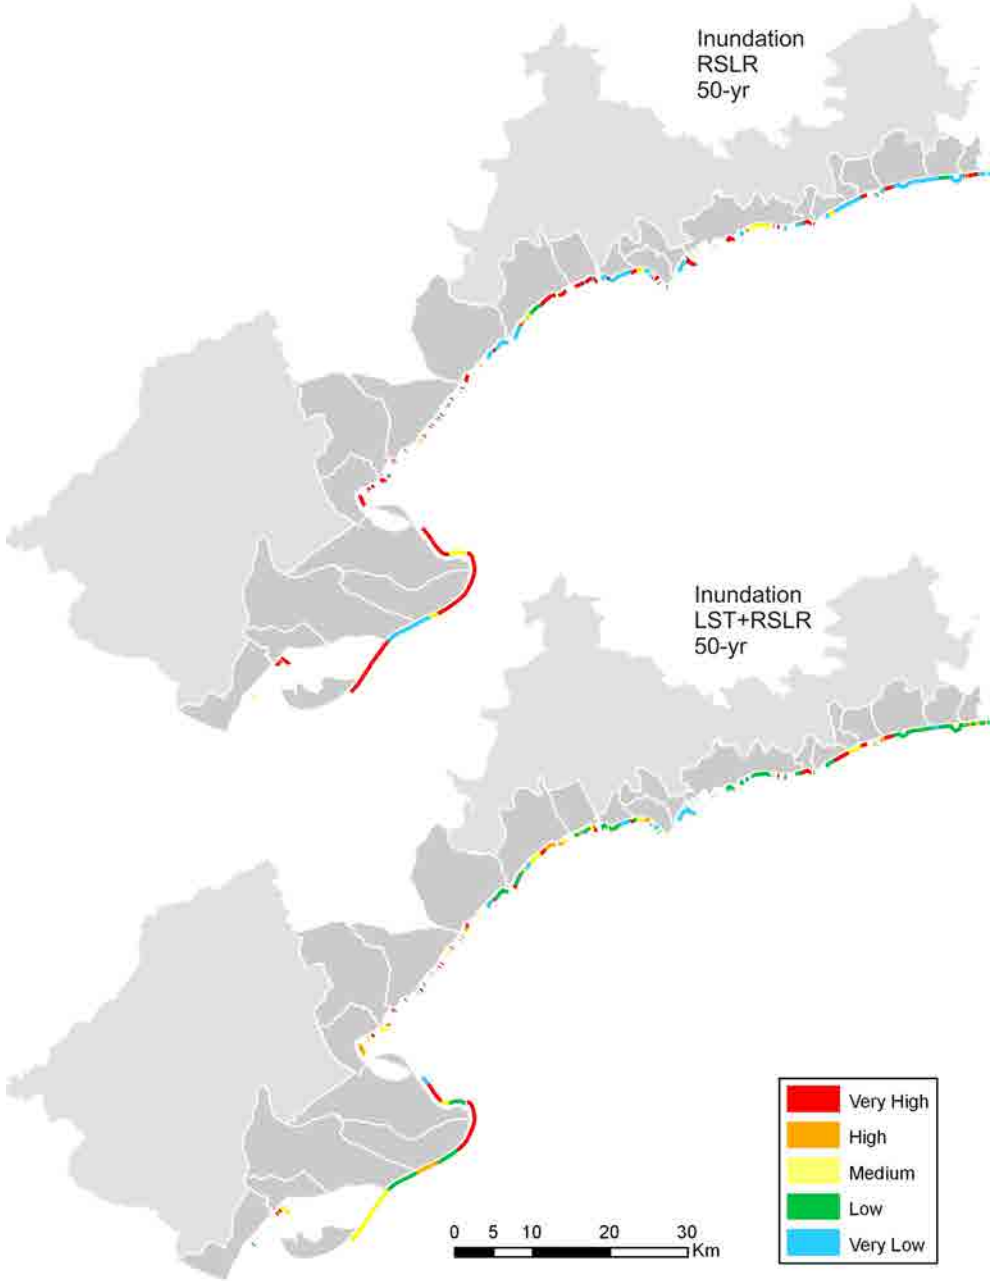 Inundation
RSLR
50-yr
Inundation
LST+RSLR
50-yr
Very High
High
Medium
Low
Very Low
0 5 10 20 30
Km